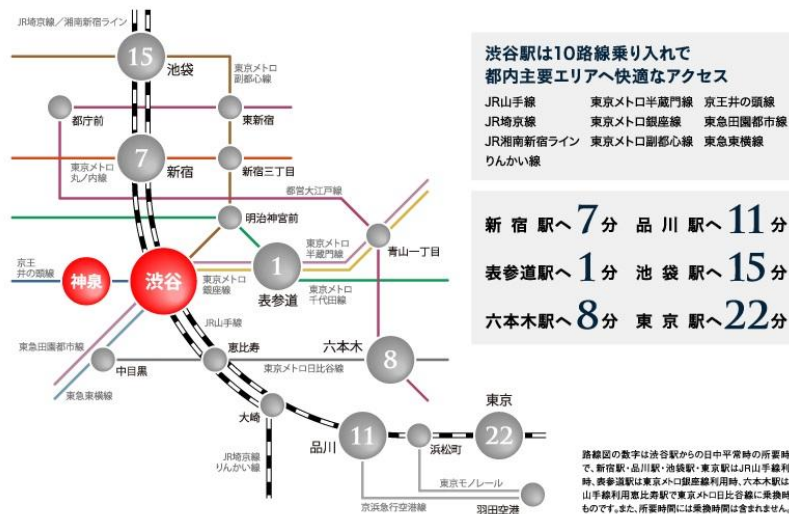 JR埼京線／湘南新宿ライン
15
池袋
東京メトロ
副都心線
都庁前
東新宿
7
新宿
東京メトロ
丸ノ内線
新宿三丁目
都営大江戸線
明治神宮前
東京メトロ
半蔵門線
青山一丁目
京王
井の頭線
神泉
渋谷
東京メトロ
銀座線
1
表参道
東京メトロ
千代田線
JR山手線
東急田園都市線
中目黒
恵比寿
六本木
8
東京メトロ日比谷線
東急東横線
大崎
JR埼京線
りんかい線
品川
11
浜松町
東京
22
東京モノレール
京浜急行空港線
羽田空港
渋谷駅は10路線乗り入れで
都内主要エリアへ快適なアクセス
JR山手線 東京メトロ半蔵門線 京王井の頭線
JR埼京線 東京メトロ銀座線 東急田園都市線
JR湘南新宿ライン 東京メトロ副都心線 東急東横線
りんかい線
新宿駅へ7分 品川駅へ11分
表参道駅へ1分 池袋駅へ15分
六本木駅へ8分 東京駅へ22分
路線図の数字は渋谷駅からの日中平常時の所要時
で、新宿駅・品川駅・池袋駅・東京駅はJR山手線利
時、表参道駅は東京メトロ銀座線利用時、六本木駅は
山手線利用恵比寿駅で東京メトロ日比谷線に乗換時
ものです。また、所要時間には乗換時間は含まれません。